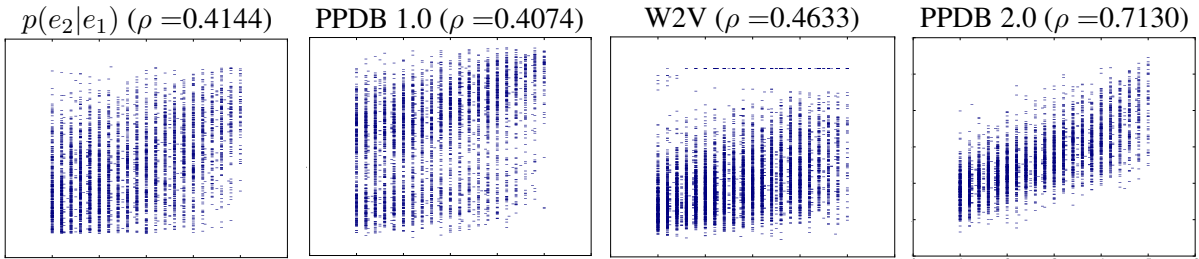 p(e₂|e₁) (ρ =0.4144)
PPDB 1.0 (ρ =0.4074)
W2V (ρ =0.4633)
PPDB 2.0 (ρ =0.7130)